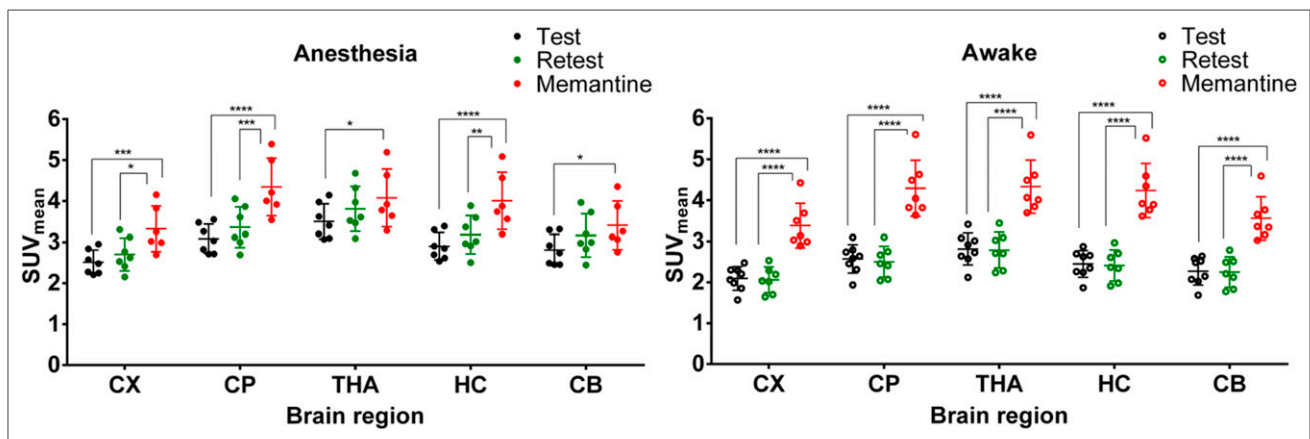 Anesthesia
Test
Retest
Memantine
SUVmean
6
5
4
3
2
1
0
***
*
****
***
*
****
**
*
CX
CP
THA
HC
CB
Brain region
Awake
Test
Retest
Memantine
SUVmean
6
5
4
3
2
1
0
****
****
****
****
****
****
****
****
****
****
CX
CP
THA
HC
CB
Brain region